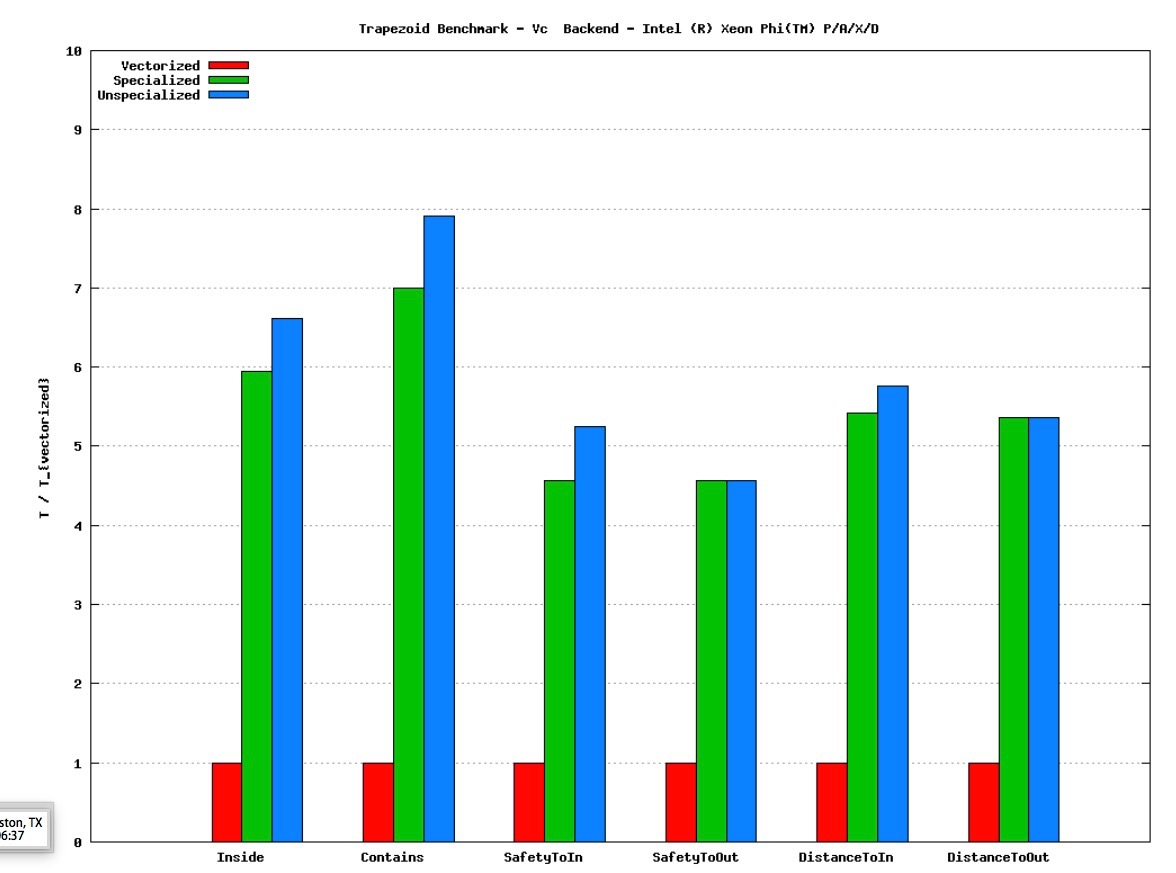 Trapezoid Benchmark - Vc  Backend - Intel (R) Xeon Phi(TM) P/A/X/D
10
9
8
7
6
5
4
3
2
1
0
Vectorized
Specialized
Unspecialized
T / T_{vectorized}
Inside Contains SafetyToIn SafetyToOut DistanceToIn DistanceToOut
ston, TX
6:37